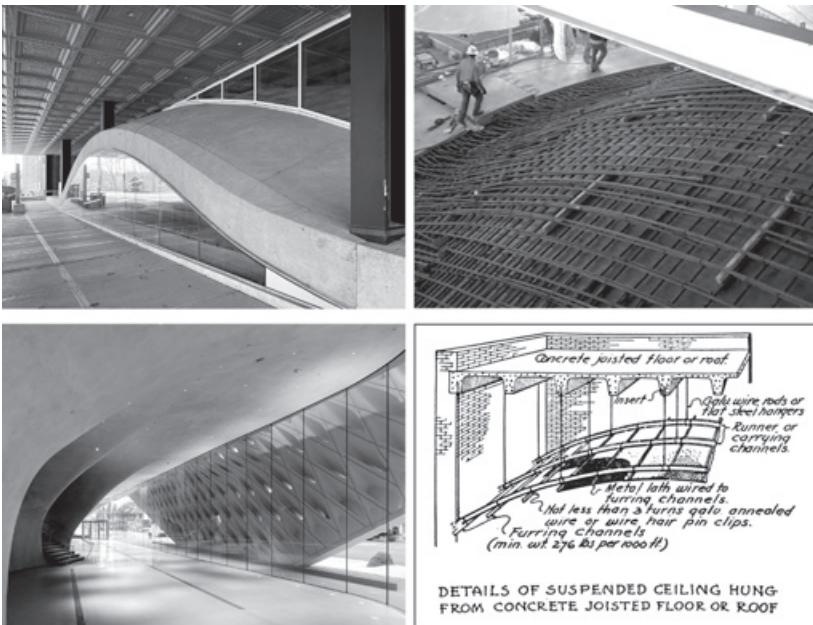 Concrete joisted floor or roof.
Insert
Galv. wire rods or
flat steel hangers
Runner or
carrying
channels.
Metal lath wired to
furring channels.
Not less than 3 turns galv. annealed
wire or wire hair pin clips.
Furring channels
(min. wt. 276 lbs per 1000 ft.)
DETAILS OF SUSPENDED CEILING HUNG
FROM CONCRETE JOISTED FLOOR OR ROOF